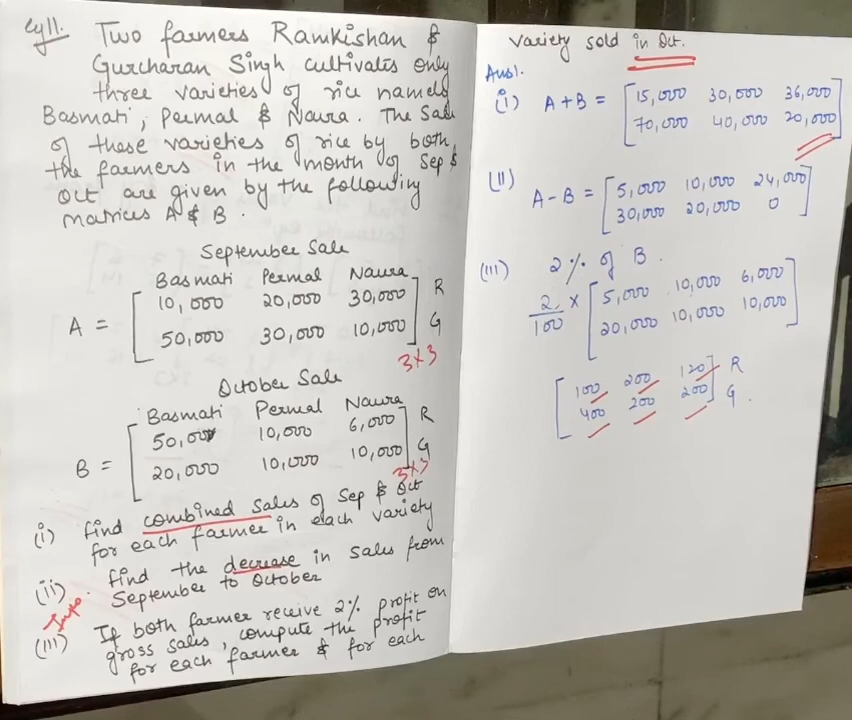 eg 11. Two farmers Ramkishan &
Gurcharan Singh cultivates only
three varieties of rice namely
Basmati, Permal & Naura. The Sale
of these varieties of rice by both
the farmers in the month of Sep &
Oct are given by the following
matrices A & B.
September Sale
Basmati Permal Naura
A = [10,000 20,000 30,000] R
[50,000 30,000 10,000] G
3×3
October Sale
Basmati Permal Naura
B = [50,000 10,000 6,000] R
[20,000 10,000 10,000] G
3×3
(i) find combined sales of Sep & Oct
for each farmer in each variety
(ii). find the decrease in sales from
September to October
Impo
(iii) If both farmer receive 2% profit on
gross sales, compute the profit
for each farmer & for each
variety sold in Oct.
Ans1.
(i) A+B = [15,000 30,000 36,000]
[70,000 40,000 20,000]
(ii) A-B = [5,000 10,000 24,000]
[30,000 20,000 0]
(iii) 2% of B.
2/100 × [5,000 10,000 6,000]
[20,000 10,000 10,000]
[100 200 120] R
[400 200 200] G.